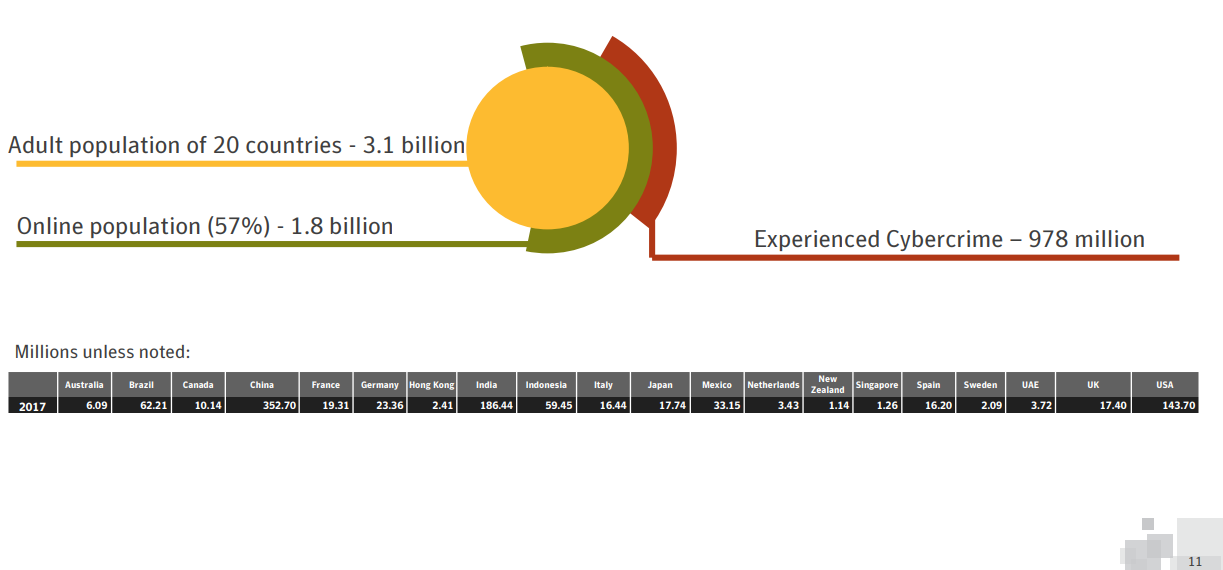 Adult population of 20 countries - 3.1 billion
Online population (57%) - 1.8 billion
Experienced Cybercrime – 978 million
Millions unless noted:
Australia Brazil Canada China France Germany Hong Kong India Indonesia Italy Japan Mexico Netherlands New Zealand Singapore Spain Sweden UAE UK USA
2017 6.09 62.21 10.14 352.70 19.31 23.36 2.41 186.44 59.45 16.44 17.74 33.15 3.43 1.14 1.26 16.20 2.09 3.72 17.40 143.70
11